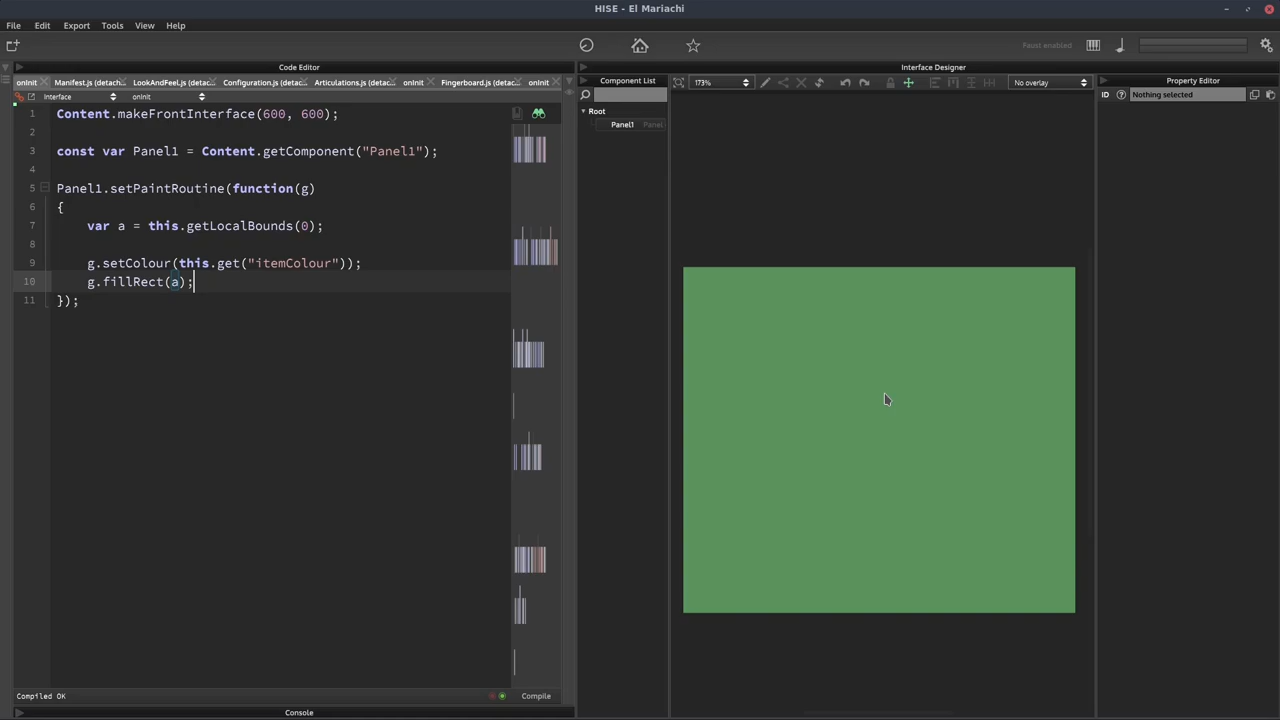 HISE - El Mariachi
File Edit Export Tools View Help
Faust enabled
Code Editor
Component List
Interface Designer
Property Editor
onInit Manifest.js (detach LookAndFeel.js (detac Configuration.js (detac Articulations.js (detac onInit Fingerboard.js (detac onInit
173%
No overlay
ID
Nothing selected
Interface onInit
Root
Panel1 Panel
1 Content.makeFrontInterface(600, 600);
2
3 const var Panel1 = Content.getComponent("Panel1");
4
5 Panel1.setPaintRoutine(function(g)
6 {
7 var a = this.getLocalBounds(0);
8
9 g.setColour(this.get("itemColour"));
10 g.fillRect(a);
11 });
Compiled OK
Compile
Console